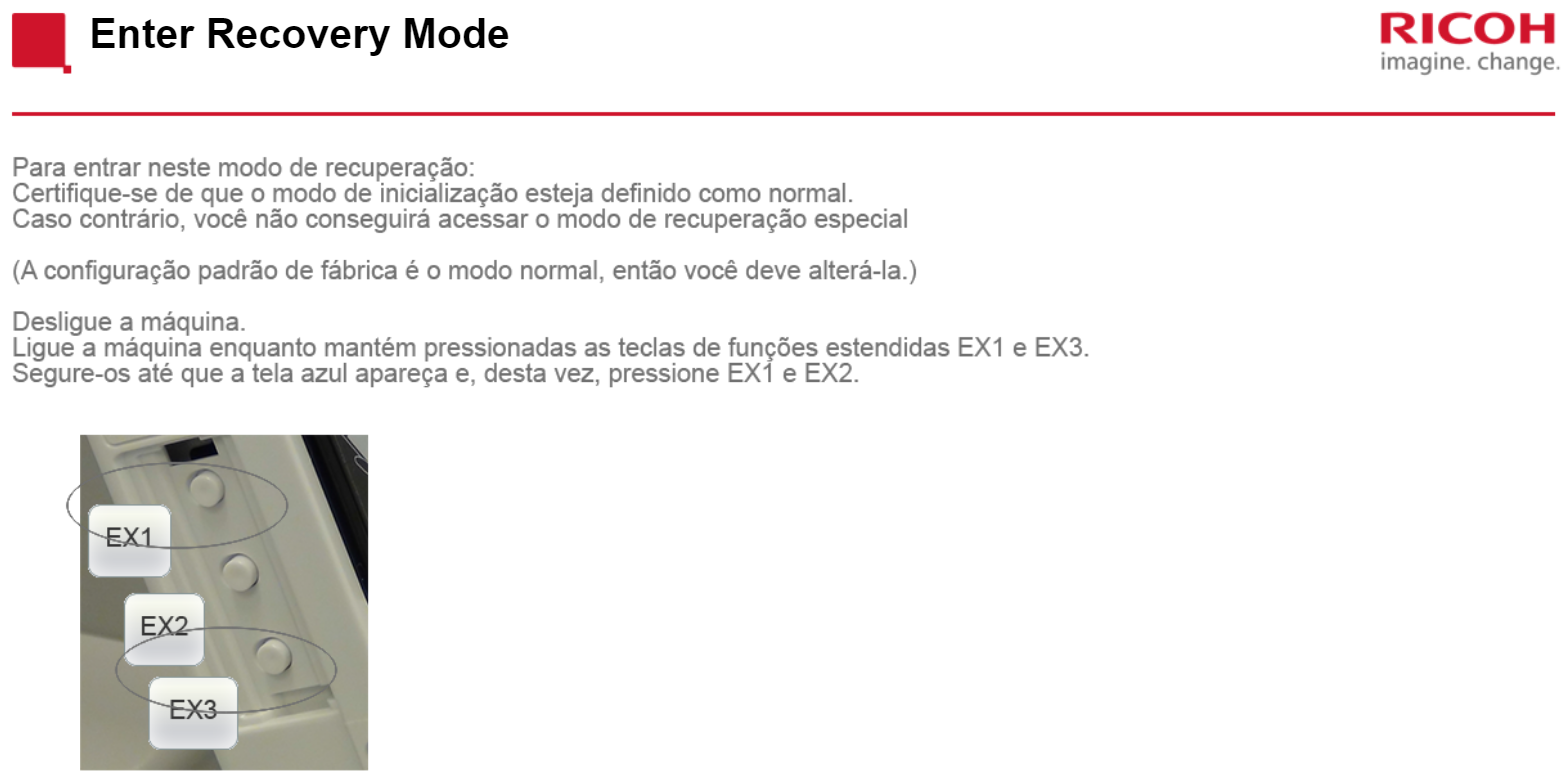 Enter Recovery Mode
RICOH
imagine. change.
Para entrar neste modo de recuperação:
Certifique-se de que o modo de inicialização esteja definido como normal.
Caso contrário, você não conseguirá acessar o modo de recuperação especial
(A configuração padrão de fábrica é o modo normal, então você deve alterá-la.)
Desligue a máquina.
Ligue a máquina enquanto mantém pressionadas as teclas de funções estendidas EX1 e EX3.
Segure-os até que a tela azul apareça e, desta vez, pressione EX1 e EX2.
EX1
EX2
EX3